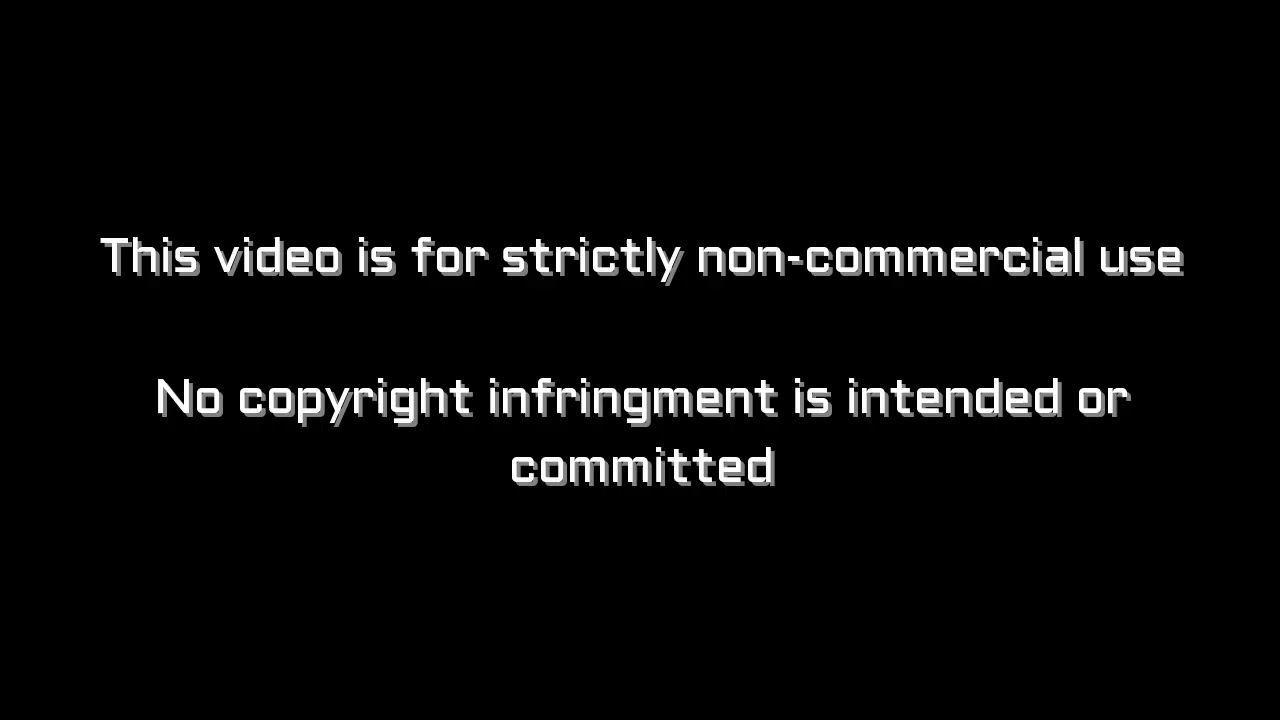 This video is for strictly non-commercial use
No copyright infringment is intended or
committed